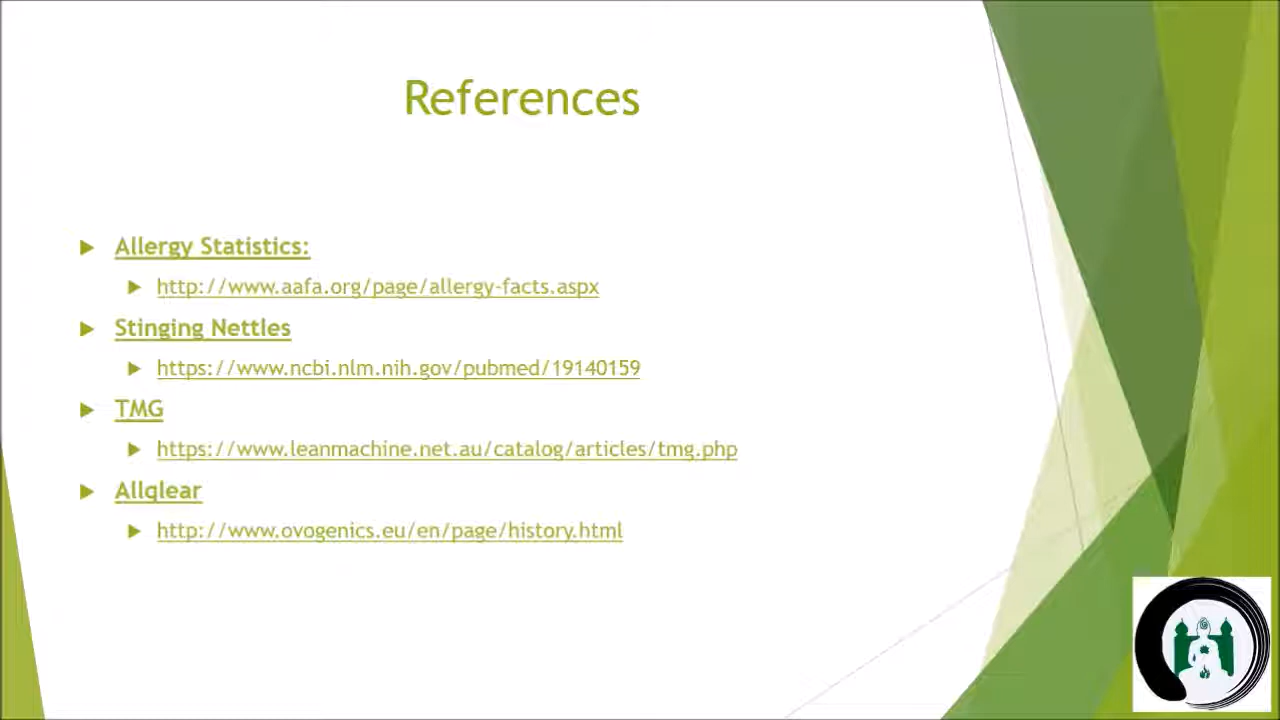 References
Allergy Statistics:
http://www.aafa.org/page/allergy-facts.aspx
Stinging Nettles
https://www.ncbi.nlm.nih.gov/pubmed/19140159
TMG
https://www.leanmachine.net.au/catalog/articles/tmg.php
Allqlear
http://www.ovogenics.eu/en/page/history.html